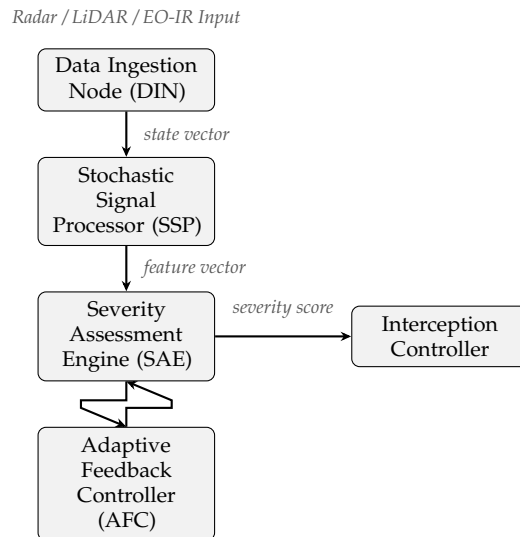 Radar / LiDAR / EO-IR Input
Data Ingestion
Node (DIN)
state vector
Stochastic
Signal
Processor (SSP)
feature vector
Severity
Assessment
Engine (SAE)
severity score
Interception
Controller
Adaptive
Feedback
Controller
(AFC)